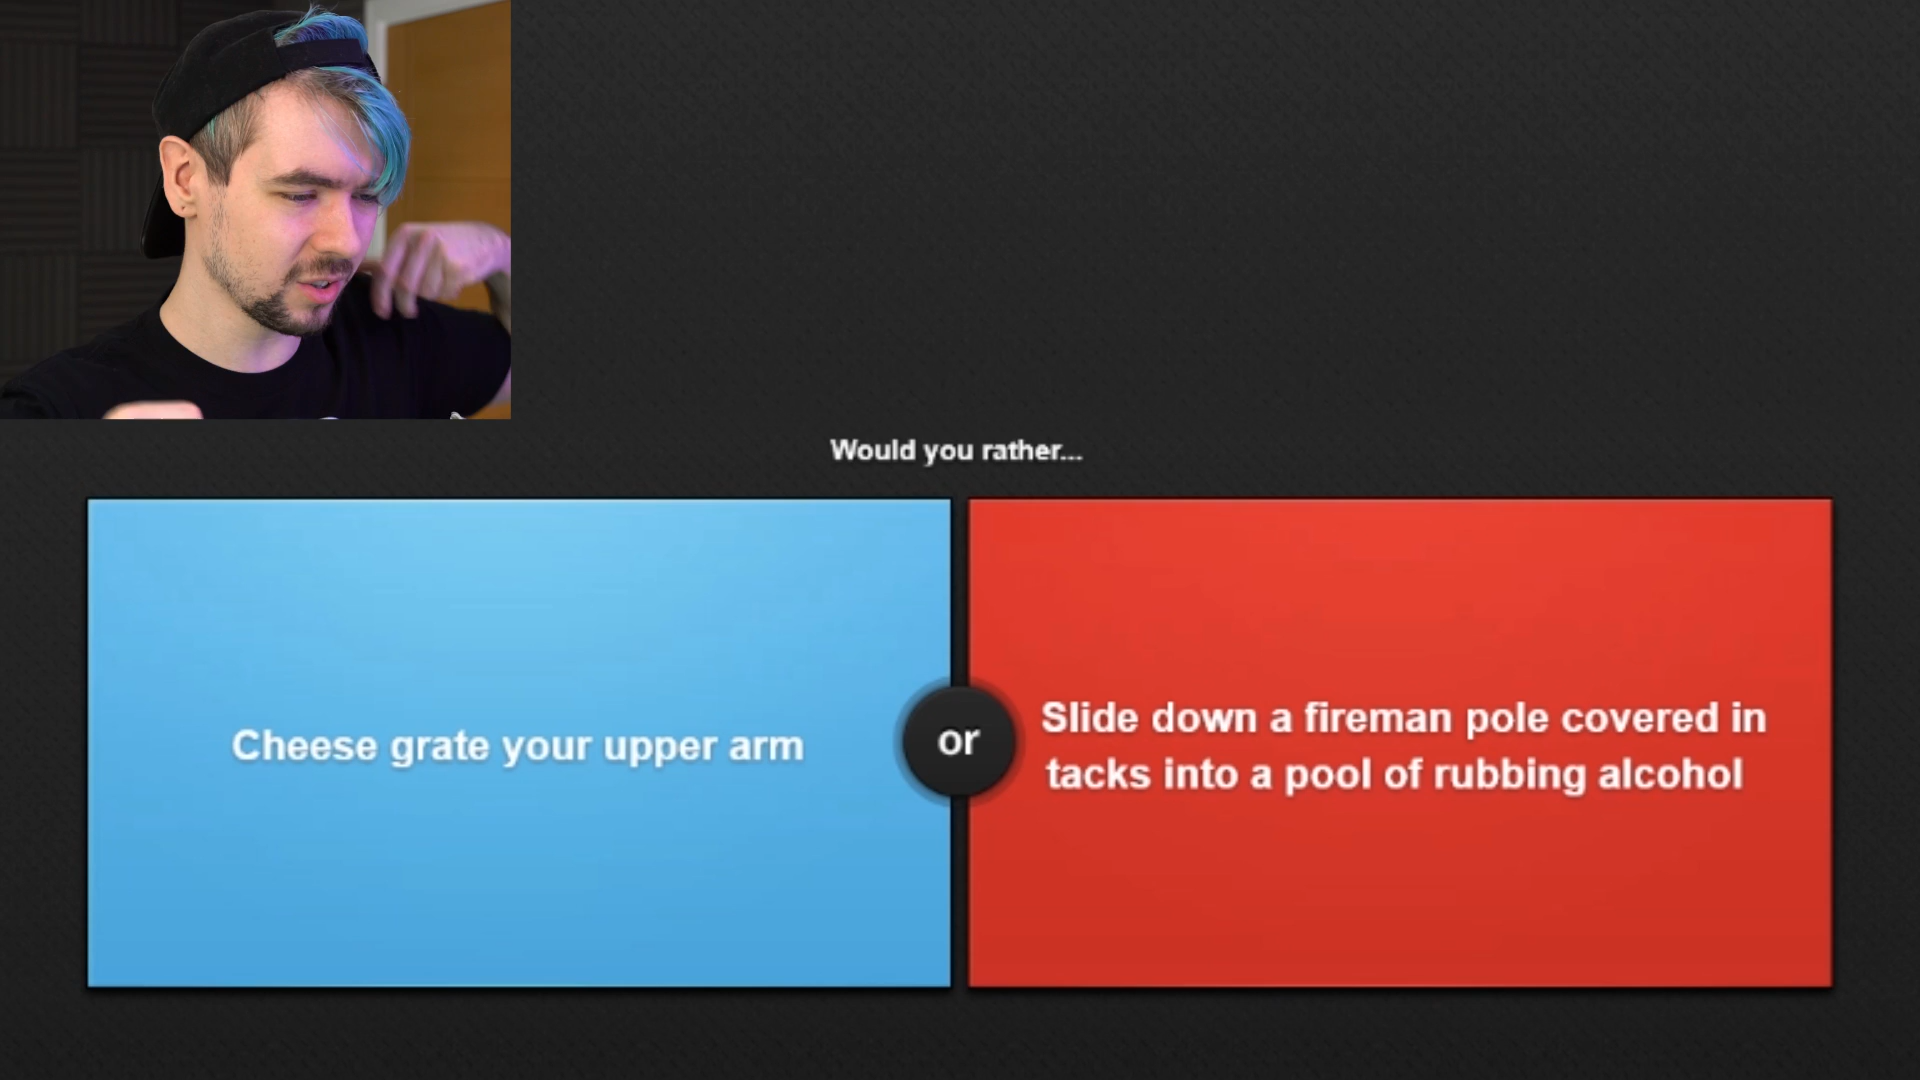 Would you rather...
Cheese grate your upper arm
or
Slide down a fireman pole covered in
tacks into a pool of rubbing alcohol